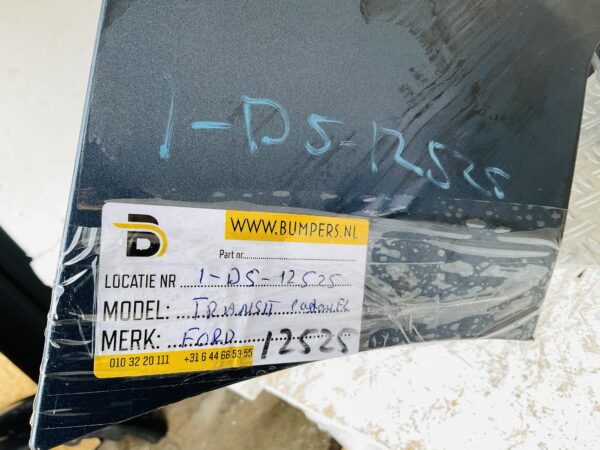 1-DS-12525
B
WWW.BUMPERS.NL
Part nr.
LOCATIE NR 1-DS-12525
MODEL: TRANSIT
MERK: FORD 12525
010 32 20 111 +31 6 44 66 53 55